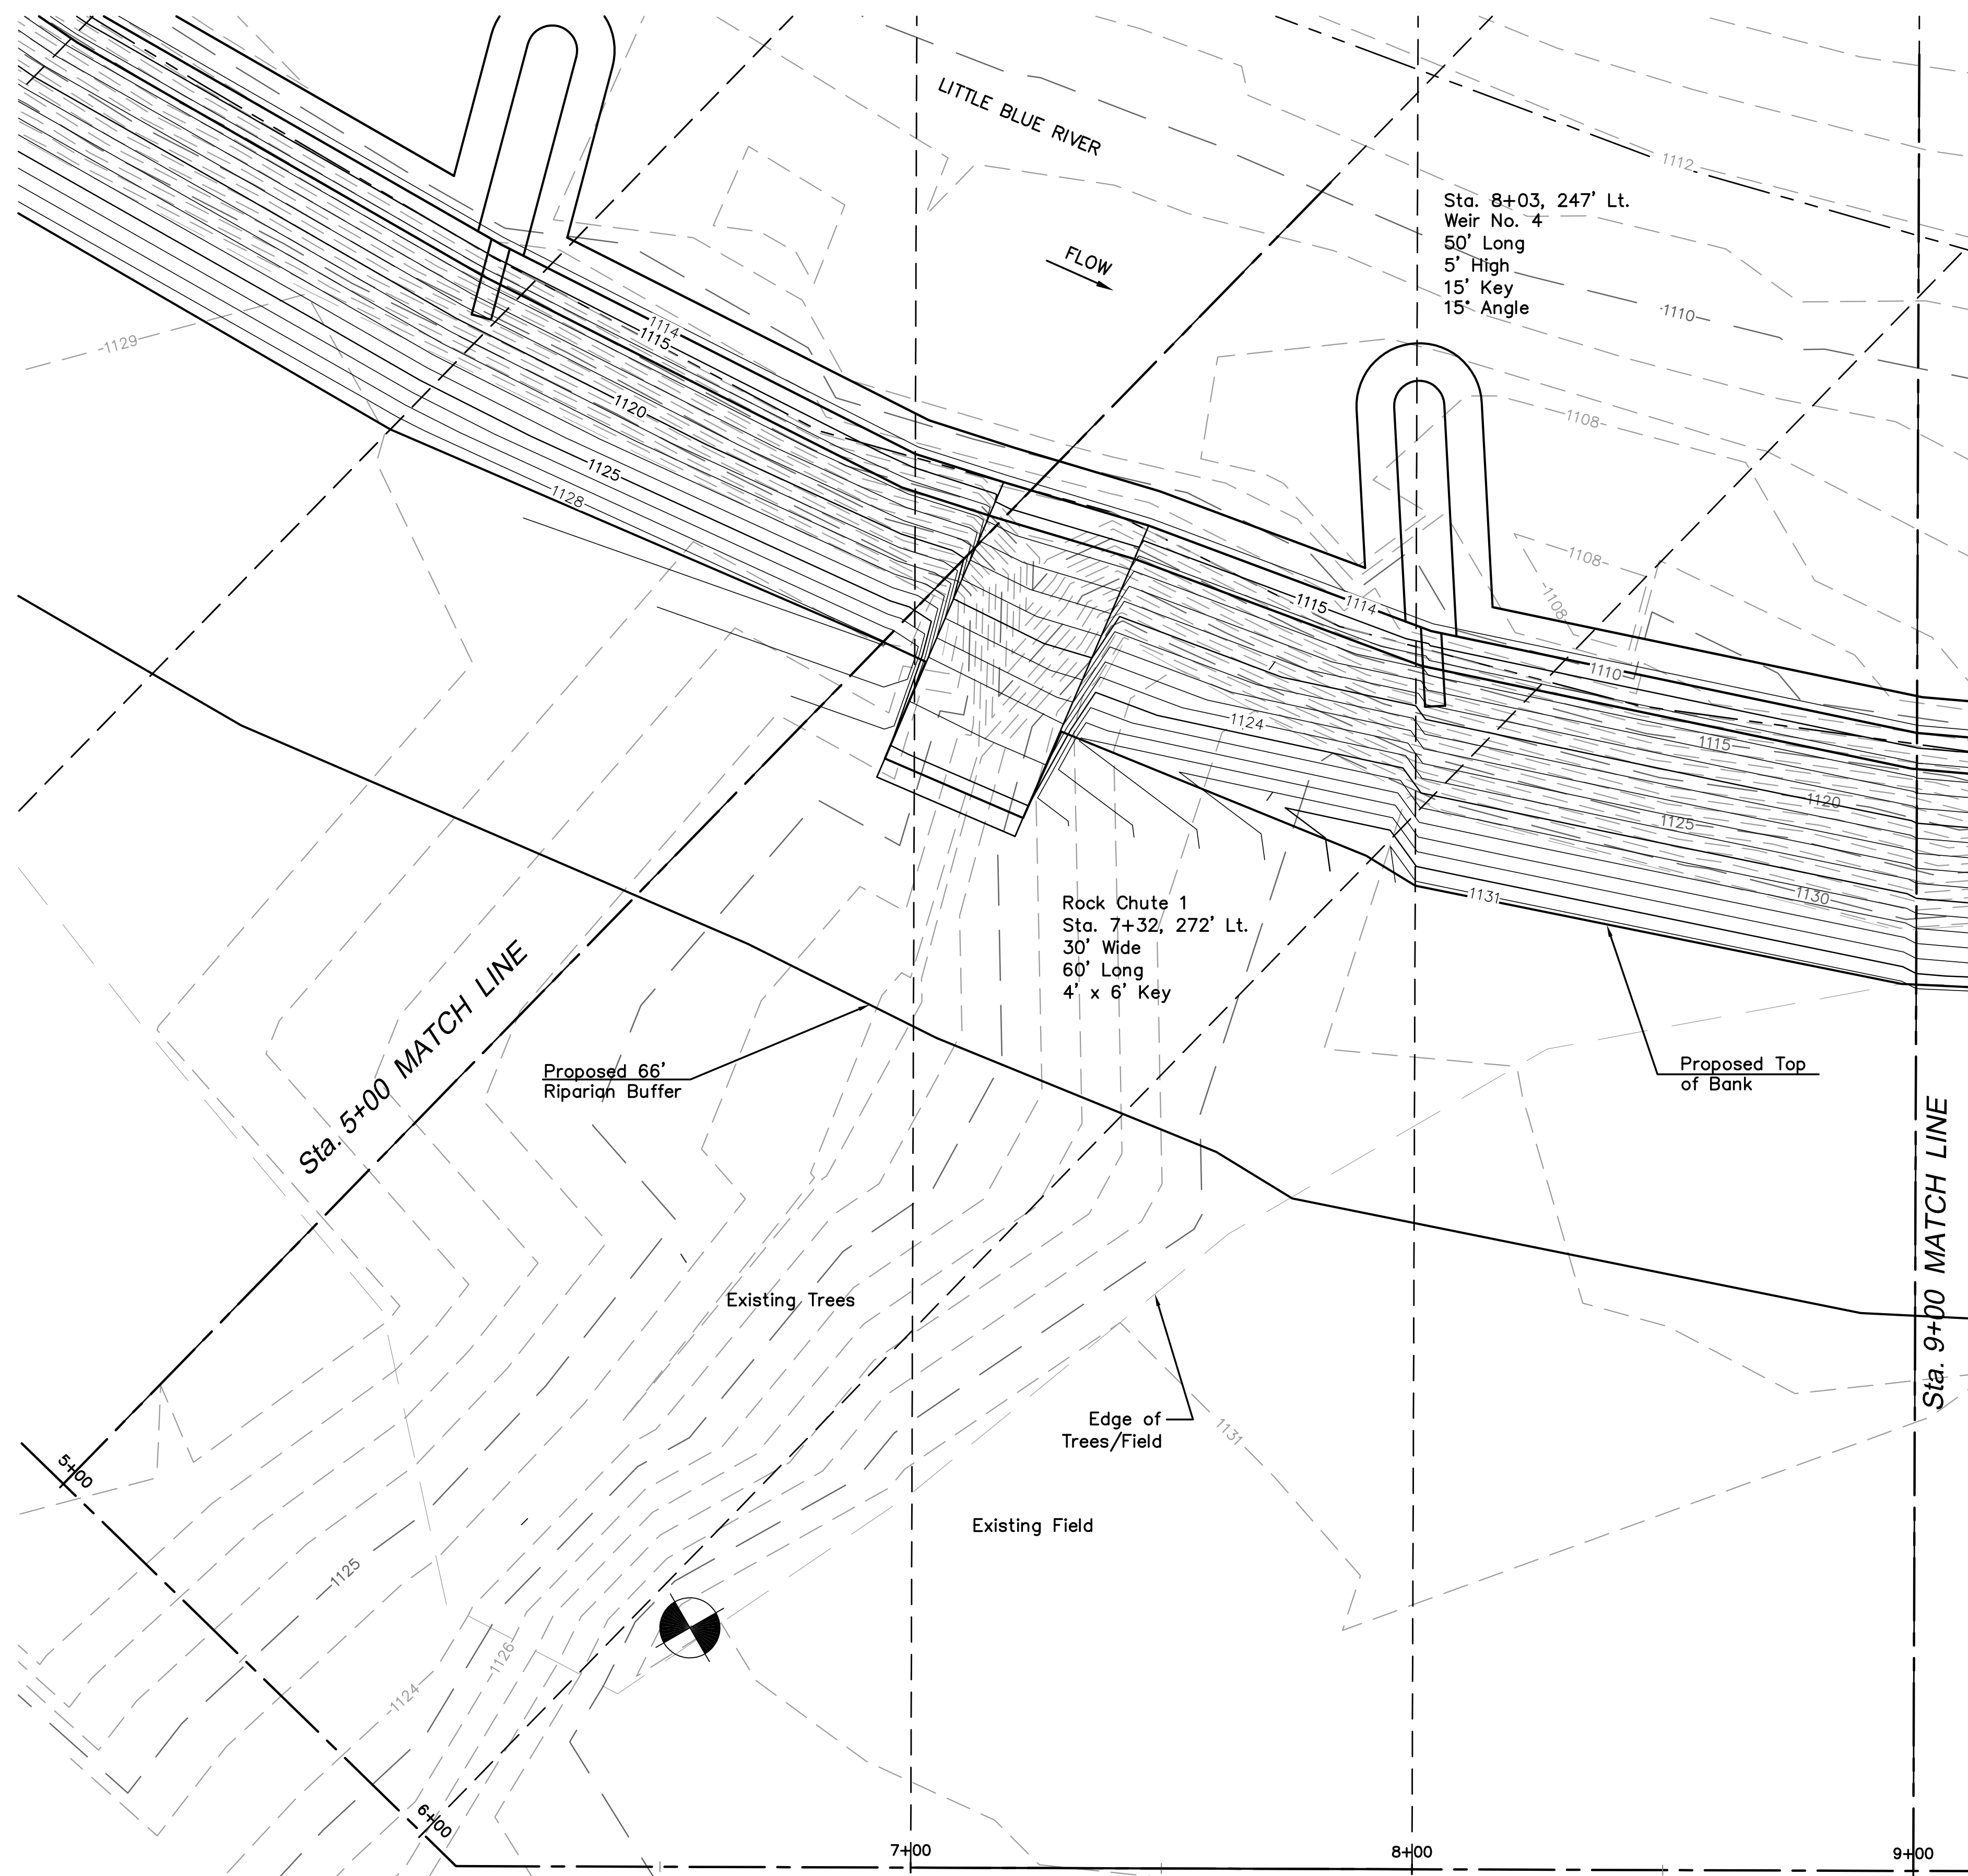 LITTLE BLUE RIVER
FLOW
1112
Sta. 8+03, 247' Lt.
Weir No. 4
50' Long
5' High
15' Key
15° Angle
1110
1129
1114
1115
1120
1125
1128
1108
1108
1108
1115
1114
1110
1124
1115
1120
1125
1130
1131
Rock Chute 1
Sta. 7+32, 272' Lt.
30' Wide
60' Long
4' x 6' Key
Sta. 5+00 MATCH LINE
Proposed 66'
Riparian Buffer
Proposed Top
of Bank
Sta. 9+00 MATCH LINE
Existing Trees
Edge of
Trees/Field
1131
5+00
Existing Field
1125
1126
1124
6+00
7+00
8+00
9+00